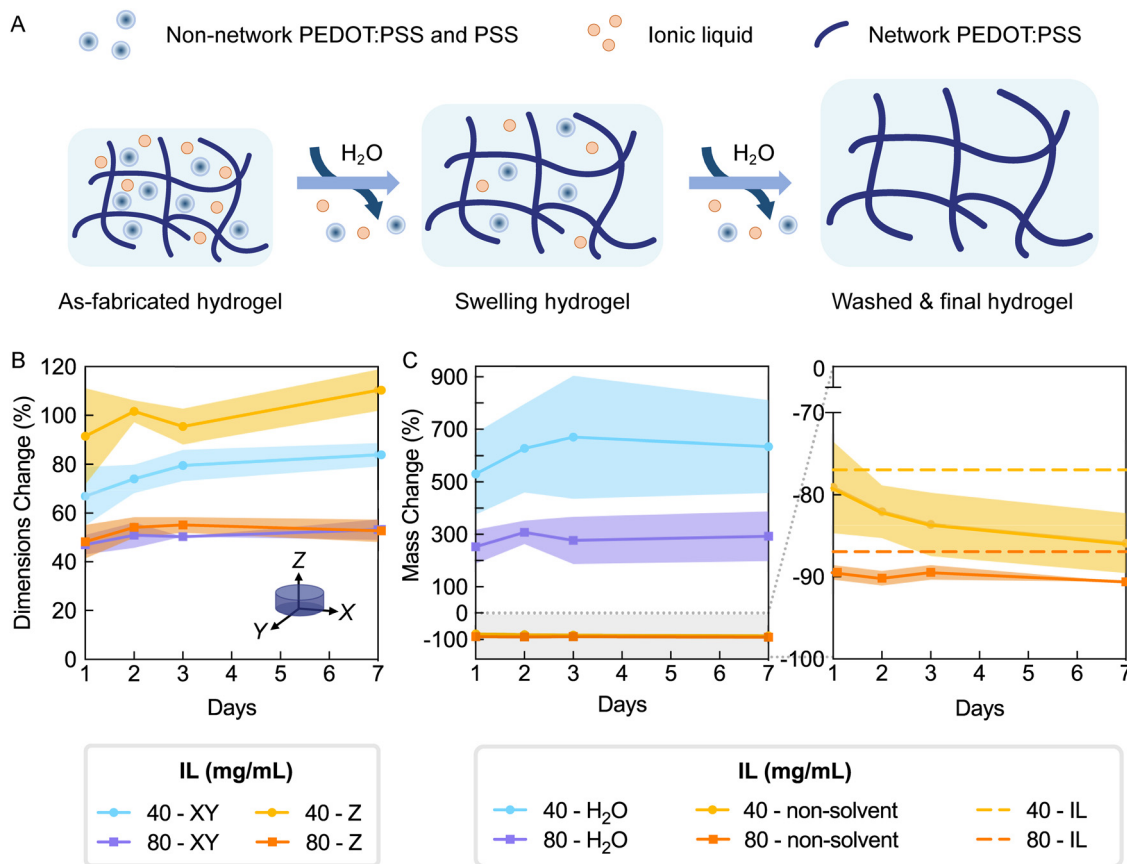 A
Non-network PEDOT:PSS and PSS
Ionic liquid
Network PEDOT:PSS
H₂O
H₂O
As-fabricated hydrogel
Swelling hydrogel
Washed & final hydrogel
B
Dimensions Change (%)
120
100
80
60
40
20
0
1 2 3 4 5 6 7
Days
Z
Y
X
C
Mass Change (%)
900
700
500
300
100
0
-100
1 2 3 4 5 6 7
Days
0
-70
-80
-90
-100
1 2 3 4 5 6 7
Days
IL (mg/mL)
40 - XY
40 - Z
80 - XY
80 - Z
IL (mg/mL)
40 - H₂O
40 - non-solvent
40 - IL
80 - H₂O
80 - non-solvent
80 - IL